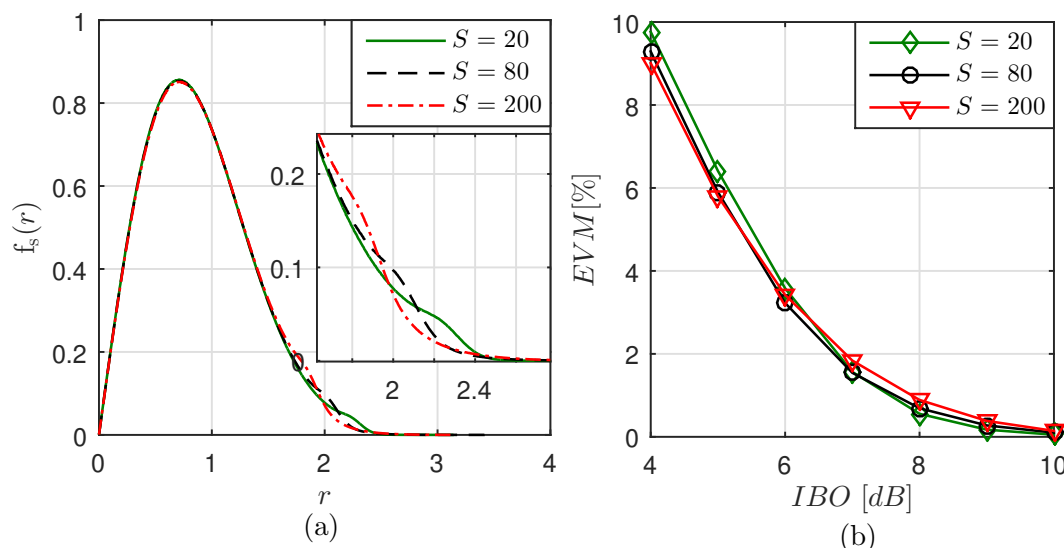 1
0.8
0.6
0.4
0.2
0
f_s(r)
0 1 2 3 4
r
(a)
S = 20
S = 80
S = 200
0.2
0.1
2 2.4
10
8
6
4
2
0
EVM[%]
4 6 8 10
IBO [dB]
(b)
S = 20
S = 80
S = 200